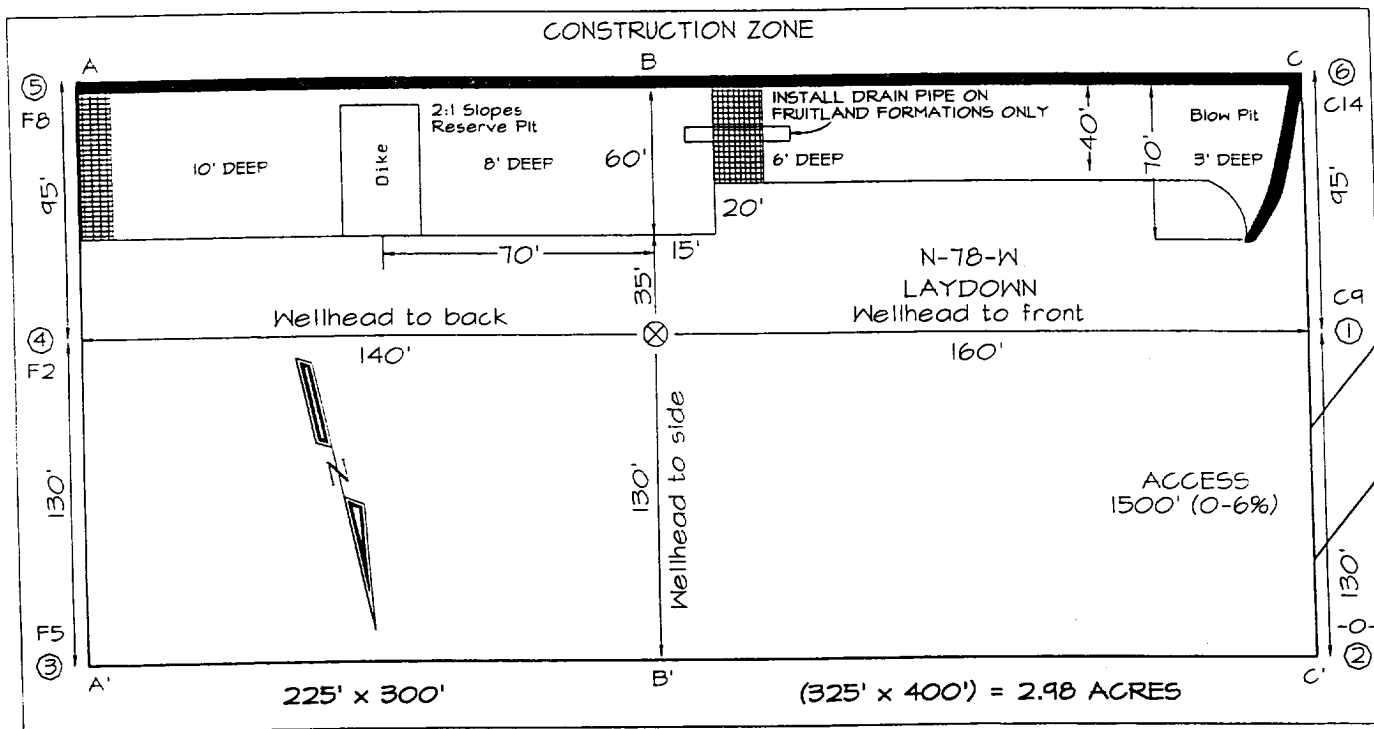 CONSTRUCTION ZONE
A
B
C
5
6
F8
C14
2:1 Slopes
Reserve Pit
INSTALL DRAIN PIPE ON
FRUITLAND FORMATIONS ONLY
Blow Pit
10' DEEP
Dike
8' DEEP
60'
6' DEEP
40'
70'
3' DEEP
95'
95'
20'
70'
15'
35'
N-78-W
LAYDOWN
Wellhead to front
Wellhead to back
C9
4
1
F2
140'
160'
N
130'
130'
Wellhead to side
ACCESS
1500' (0-6%)
130'
F5
-0-
3
2
A'
B'
C'
225' x 300'
(325' x 400') = 2.98 ACRES